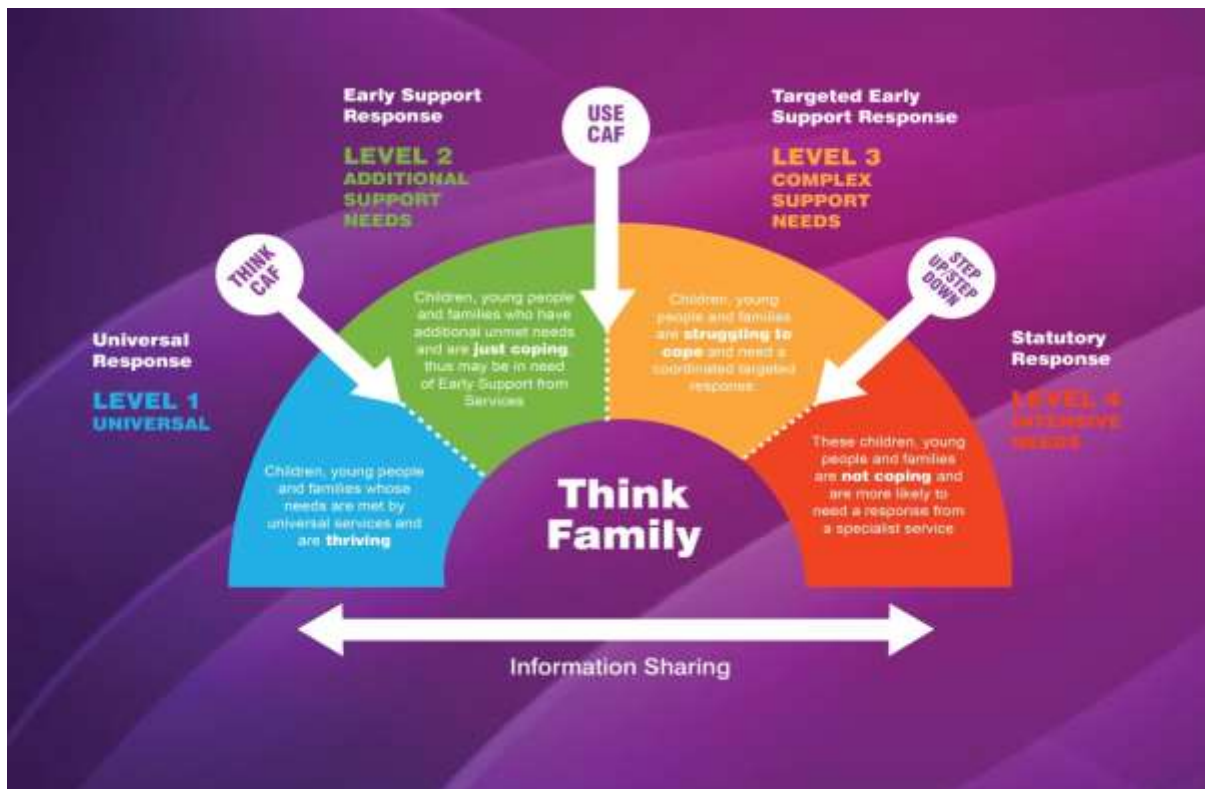 Early Support
Response
LEVEL 2
ADDITIONAL
SUPPORT
NEEDS
USE
CAF
Targeted Early
Support Response
LEVEL 3
COMPLEX
SUPPORT
NEEDS
THINK
CAF
STEP
UP/STEP
DOWN
Universal
Response
LEVEL 1
UNIVERSAL
Children, young people
and families who have
additional unmet needs
and are just coping
thus may be in need
of Early Support from
Services
Children, young
people and families
are struggling to
cope and need a
coordinated targeted
response.
Statutory
Response
LEVEL 4
INTENSIVE
NEEDS
Children, young people
and families whose
needs are met by
universal services and
are thriving
These children, young
people and families
are not coping and
are more likely to
need a response from
a specialist service
Think
Family
Information Sharing